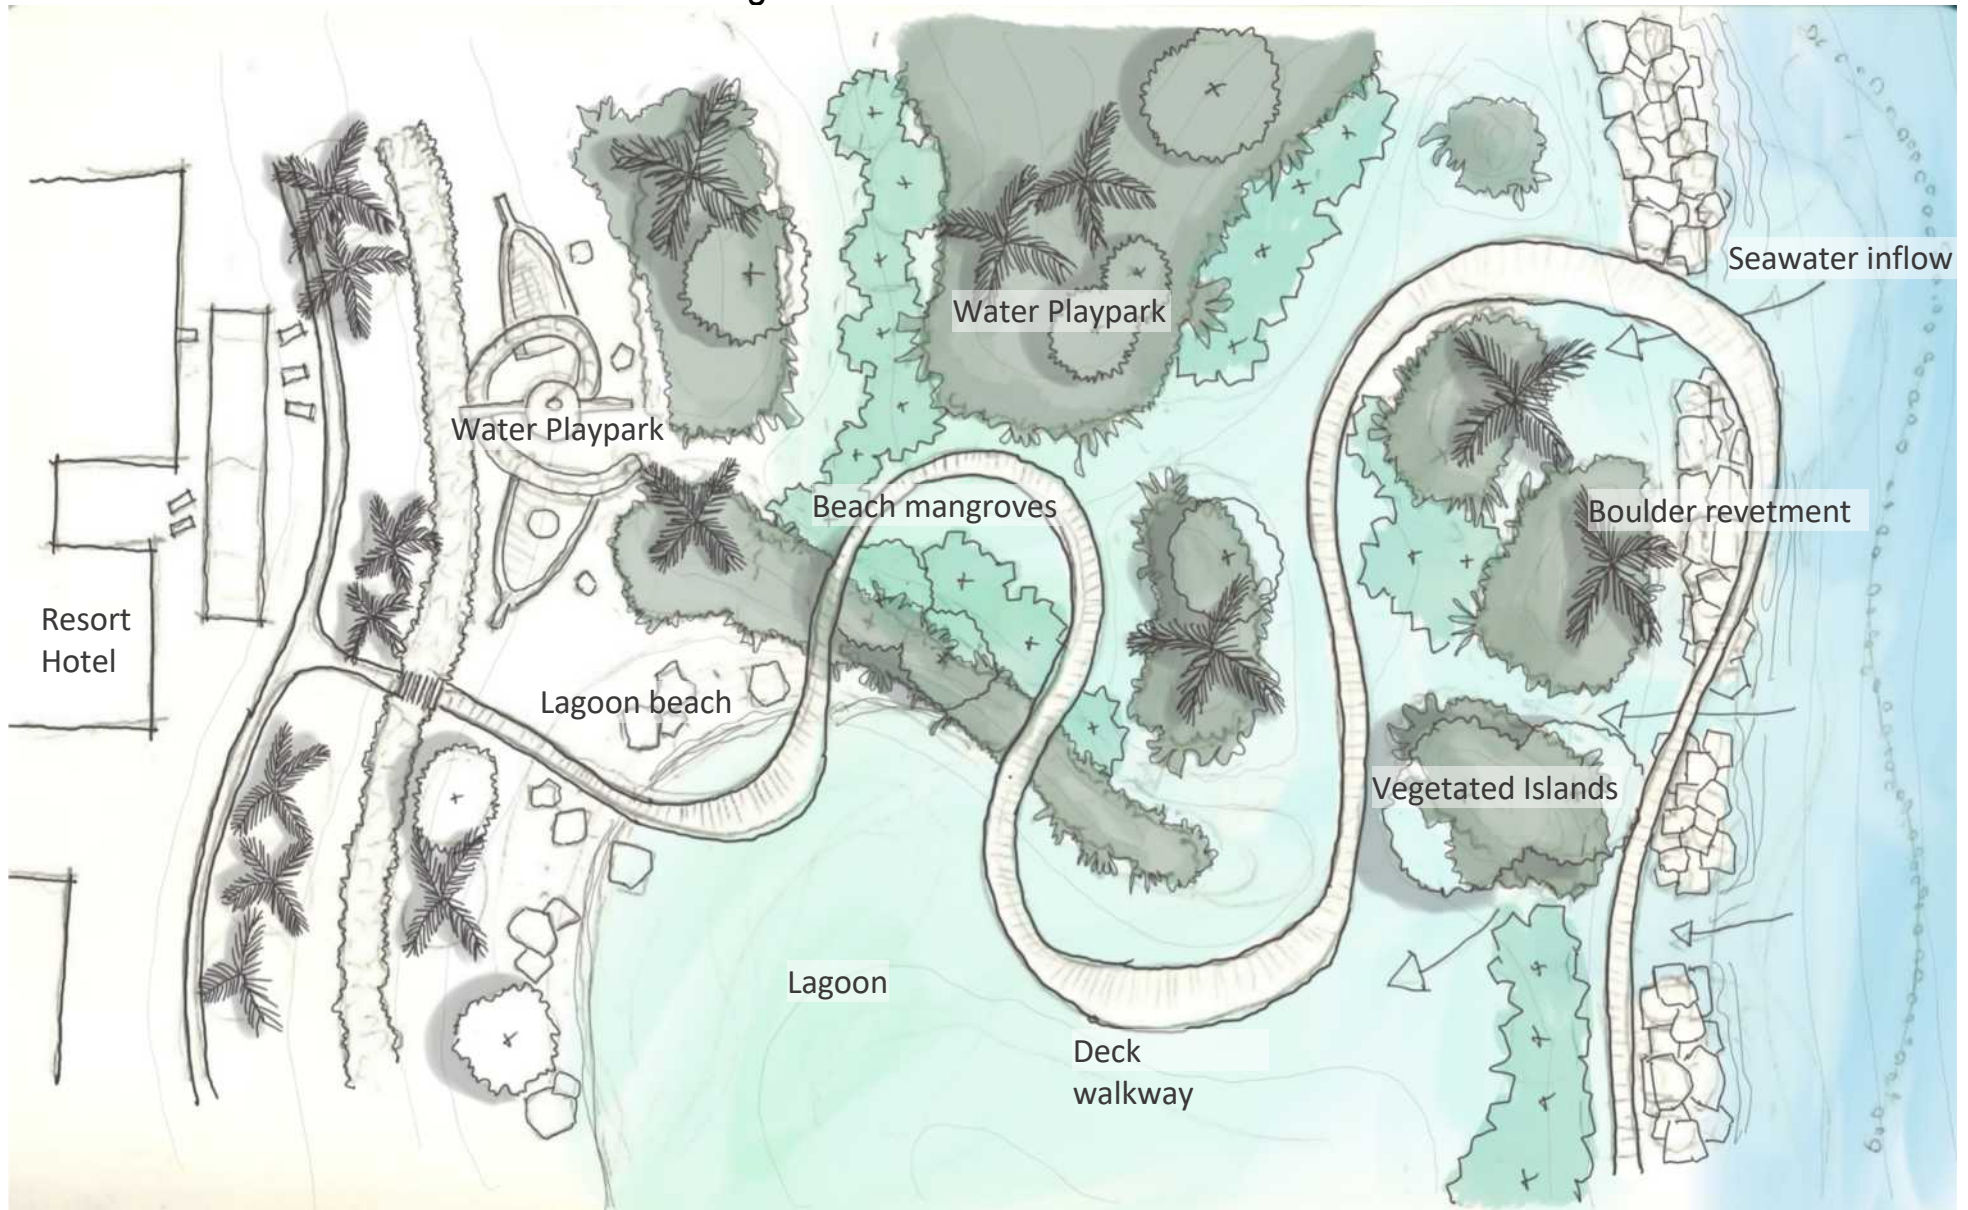 Seawater inflow
Water Playpark
Water Playpark
Beach mangroves
Boulder revetment
Resort
Hotel
Lagoon beach
Vegetated Islands
Lagoon
Deck
walkway